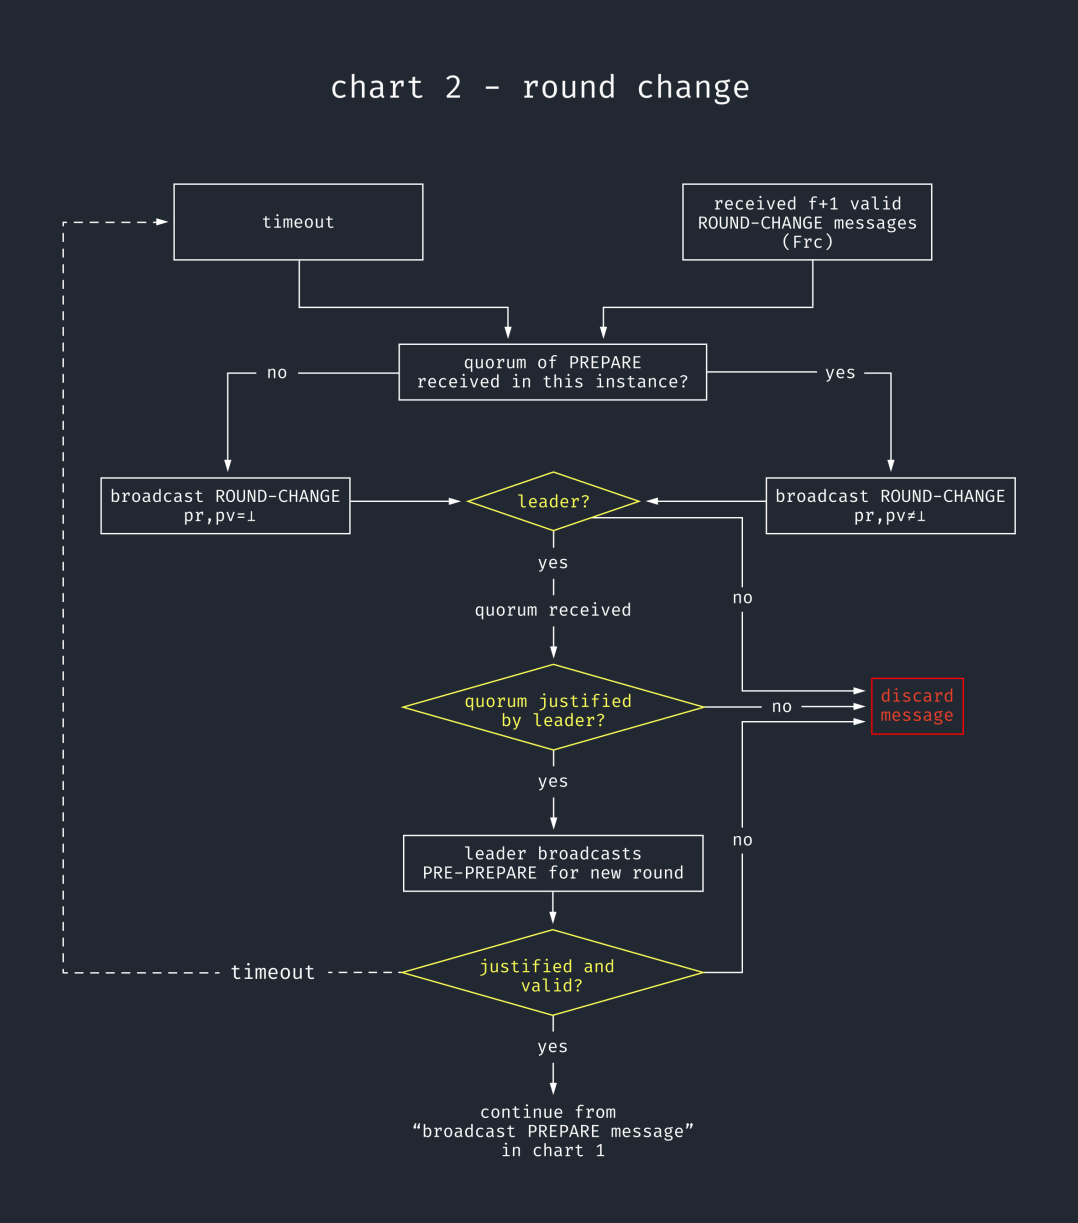 chart 2 - round change
timeout
received f+1 valid
ROUND-CHANGE messages
(Frc)
quorum of PREPARE
received in this instance?
no
yes
broadcast ROUND-CHANGE
pr,pv=⊥
leader?
broadcast ROUND-CHANGE
pr,pv≠⊥
yes
no
quorum received
quorum justified
by leader?
no
discard
message
yes
no
leader broadcasts
PRE-PREPARE for new round
timeout
justified and
valid?
yes
continue from
“broadcast PREPARE message”
in chart 1